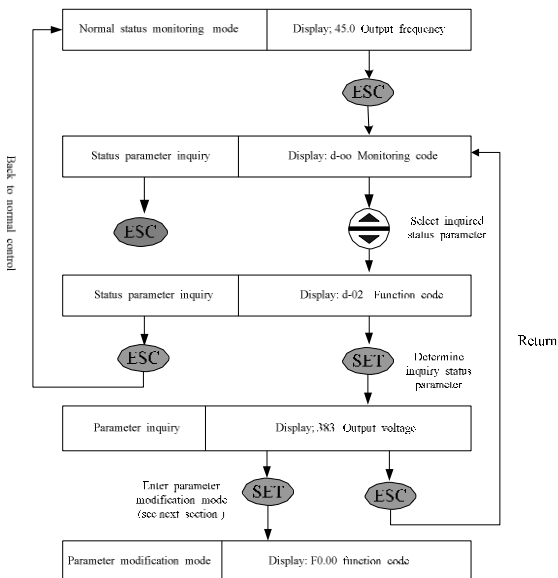 Normal status monitoring mode
Display; 45.0 Output frequency
ESC
Status parameter inquiry
Display: d-oo Monitoring code
ESC
Select inquired
status parameter
Back to normal control
Status parameter inquiry
Display: d-02 Function code
ESC
SET
Determine
inquiry status
parameter
Return
Parameter inquiry
Display; 383 Output voltage
Enter parameter
modification mode
(see next section )
SET
ESC
Parameter modification mode
Display: F0.00 function code